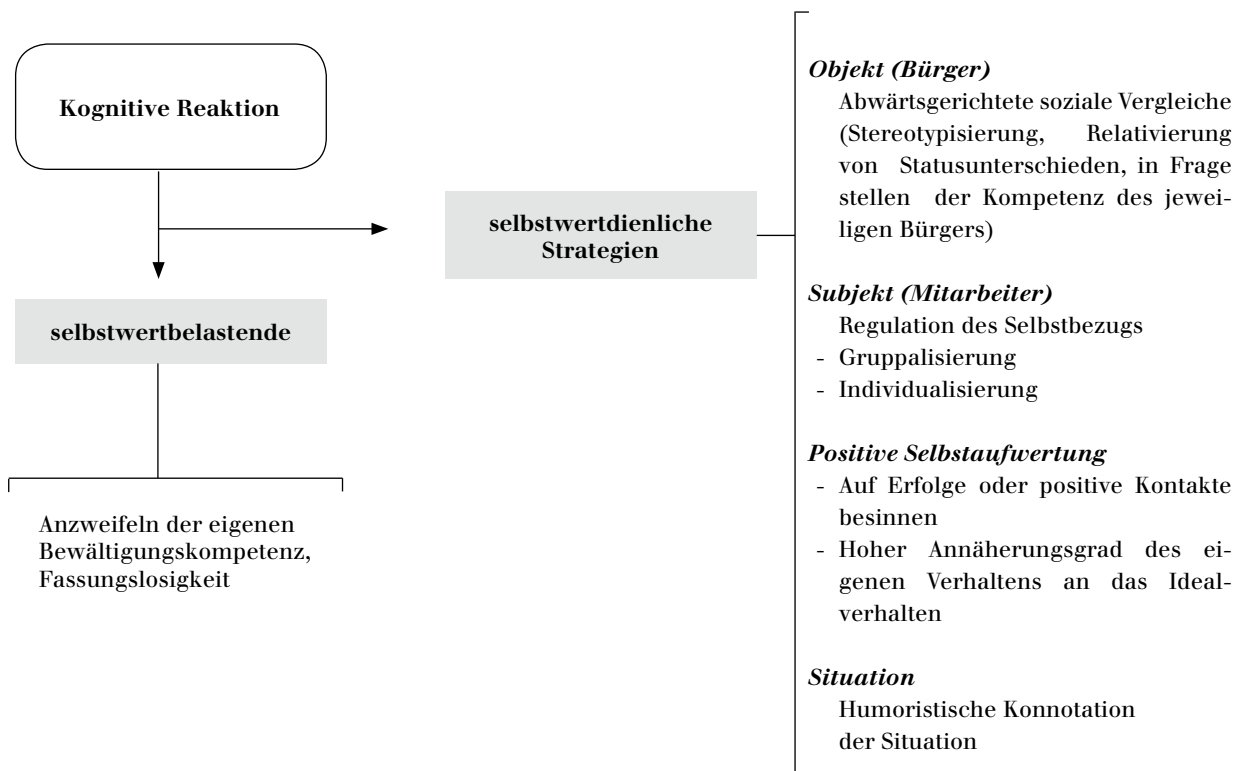 Kognitive Reaktion
selbstwertbelastende
Anzweifeln der eigenen
Bewältigungskompetenz,
Fassungslosigkeit
selbstwertdienliche
Strategien
Objekt (Bürger)
Abwärtsgerichtete soziale Vergleiche
(Stereotypisierung, Relativierung
von Statusunterschieden, in Frage
stellen der Kompetenz des jewei-
ligen Bürgers)
Subjekt (Mitarbeiter)
Regulation des Selbstbezugs
- Gruppalisierung
- Individualisierung
Positive Selbstaufwertung
- Auf Erfolge oder positive Kontakte
besinnen
- Hoher Annäherungsgrad des ei-
genen Verhaltens an das Ideal-
verhalten
Situation
Humoristische Konnotation
der Situation